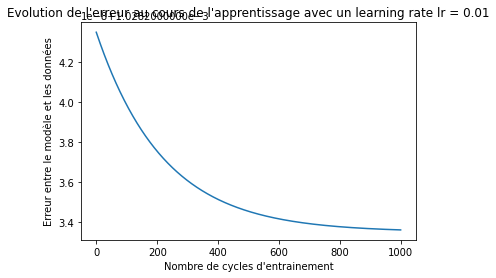 Evolution de l'erreur au cours de l'apprentissage avec un learning rate lr = 0.01
4.2
4.0
3.8
3.6
3.4
Erreur entre le modèle et les données
0 200 400 600 800 1000
Nombre de cycles d'entrainement